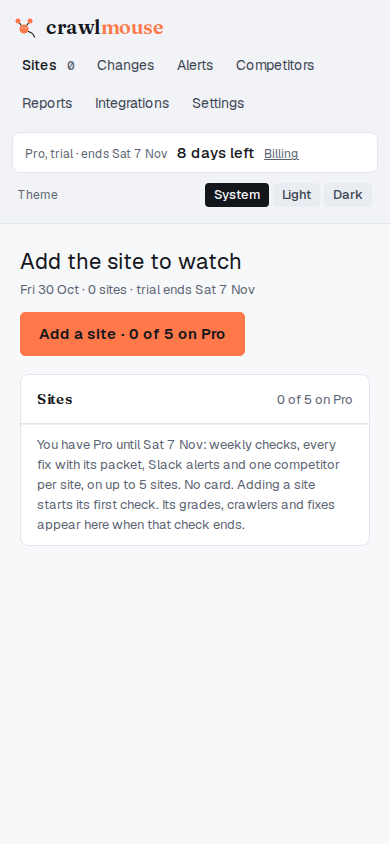 crawlmouse
Sites 0 Changes Alerts Competitors
Reports Integrations Settings
Pro, trial · ends Sat 7 Nov 8 days left Billing
Theme System Light Dark
Add the site to watch
Fri 30 Oct · 0 sites · trial ends Sat 7 Nov
Add a site · 0 of 5 on Pro
Sites 0 of 5 on Pro
You have Pro until Sat 7 Nov: weekly checks, every
fix with its packet, Slack alerts and one competitor
per site, on up to 5 sites. No card. Adding a site
starts its first check. Its grades, crawlers and fixes
appear here when that check ends.